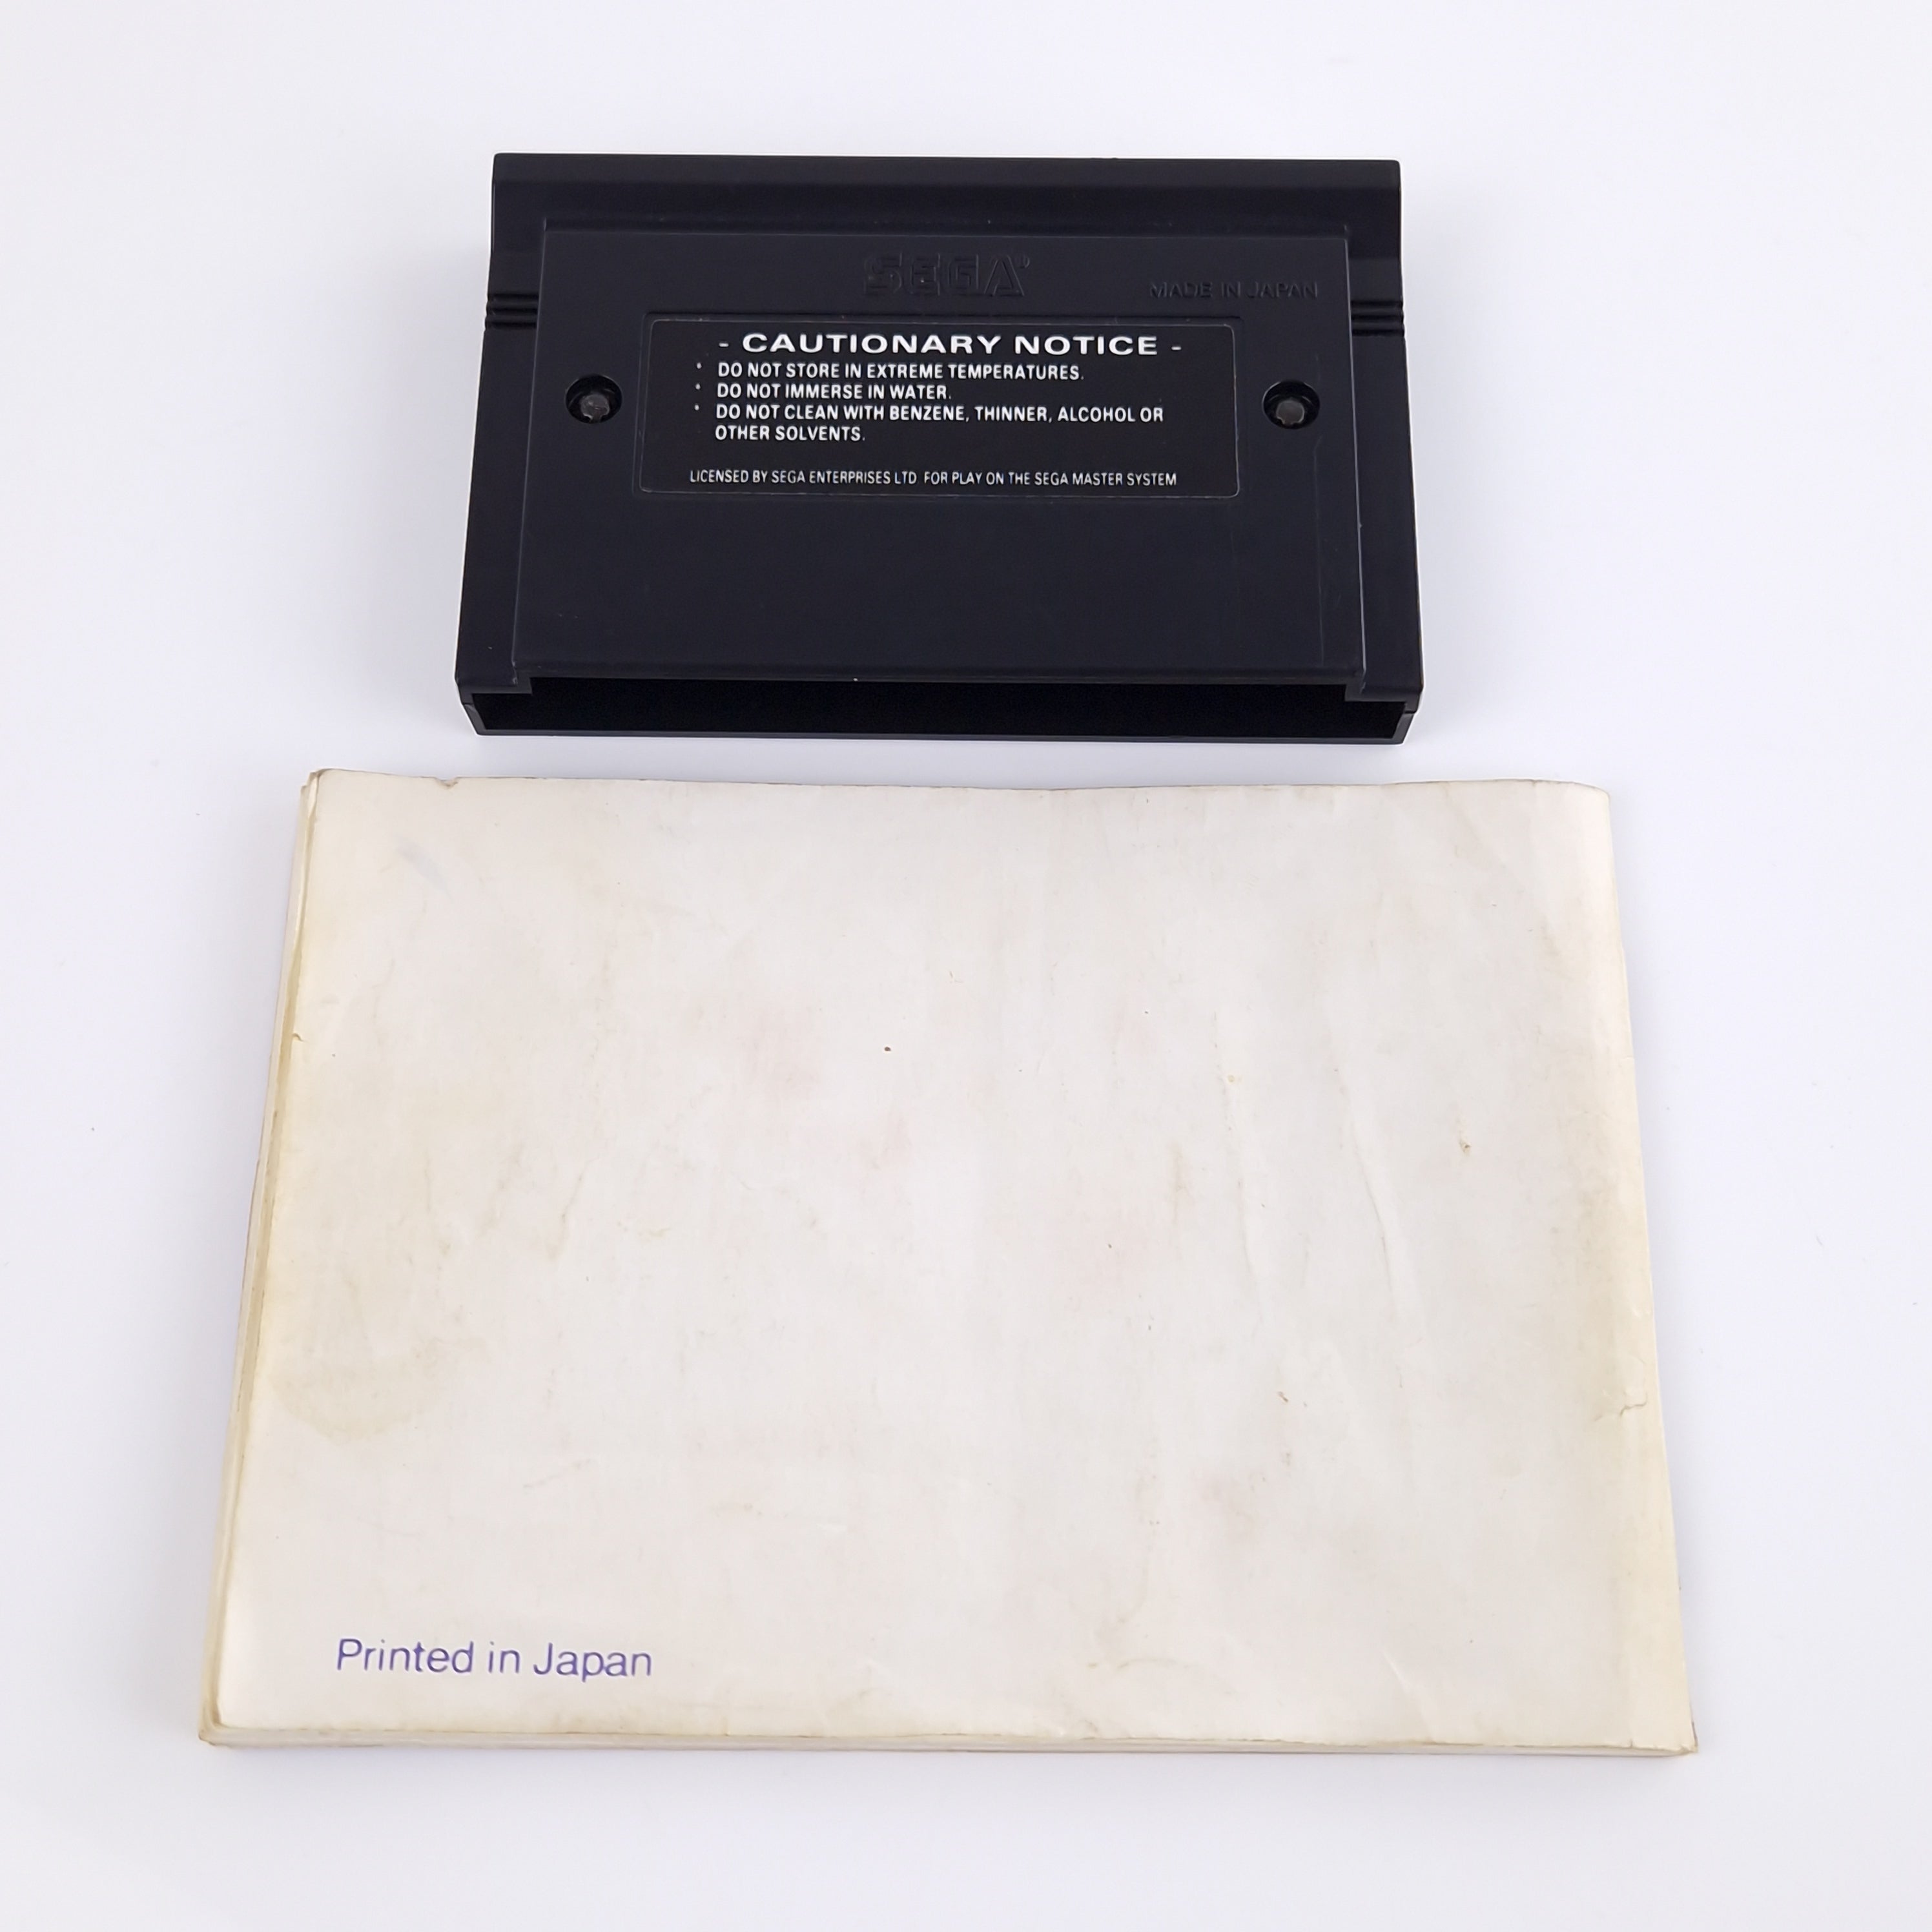 SEGA®
MADE IN JAPAN
- CAUTIONARY NOTICE -
• DO NOT STORE IN EXTREME TEMPERATURES.
• DO NOT IMMERSE IN WATER.
• DO NOT CLEAN WITH BENZENE, THINNER, ALCOHOL OR
OTHER SOLVENTS.
LICENSED BY SEGA ENTERPRISES LTD FOR PLAY ON THE SEGA MASTER SYSTEM
Printed in Japan